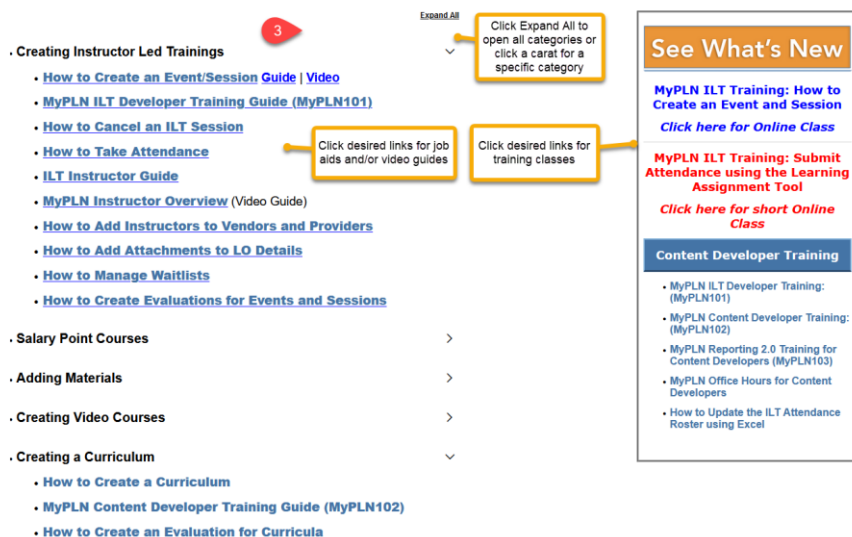 3
Expand All
Click Expand All to
open all categories or
click a carat for a
specific category
Creating Instructor Led Trainings
How to Create an Event/Session Guide | Video
MyPLN ILT Developer Training Guide (MyPLN101)
How to Cancel an ILT Session
How to Take Attendance
ILT Instructor Guide
MyPLN Instructor Overview (Video Guide)
How to Add Instructors to Vendors and Providers
How to Add Attachments to LO Details
How to Manage Waitlists
How to Create Evaluations for Events and Sessions
Click desired links for job
aids and/or video guides
Click desired links for
training classes
Salary Point Courses
Adding Materials
Creating Video Courses
Creating a Curriculum
How to Create a Curriculum
MyPLN Content Developer Training Guide (MyPLN102)
How to Create an Evaluation for Curricula
See What's New
MyPLN ILT Training: How to
Create an Event and Session
Click here for Online Class
MyPLN ILT Training: Submit
Attendance using the Learning
Assignment Tool
Click here for short Online
Class
Content Developer Training
MyPLN ILT Developer Training:
(MyPLN101)
MyPLN Content Developer Training:
(MyPLN102)
MyPLN Reporting 2.0 Training for
Content Developers (MyPLN103)
MyPLN Office Hours for Content
Developers
How to Update the ILT Attendance
Roster using Excel